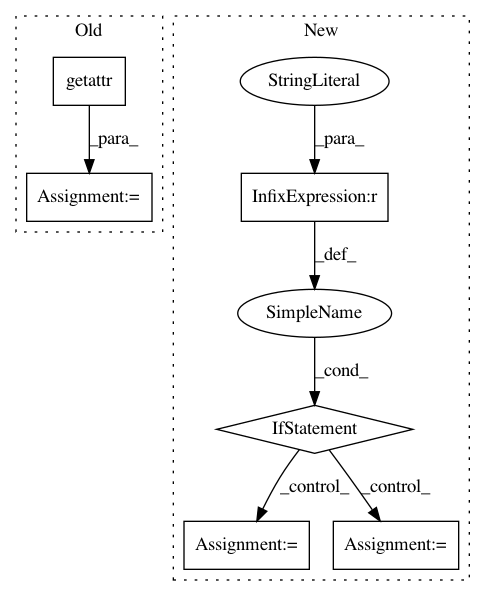 Old
New
getattr
StringLiteral
_para_
_para_
Assignment:=
InfixExpression:r
_def_
SimpleName
_cond_
IfStatement
_control_
_control_
Assignment:=
Assignment:=